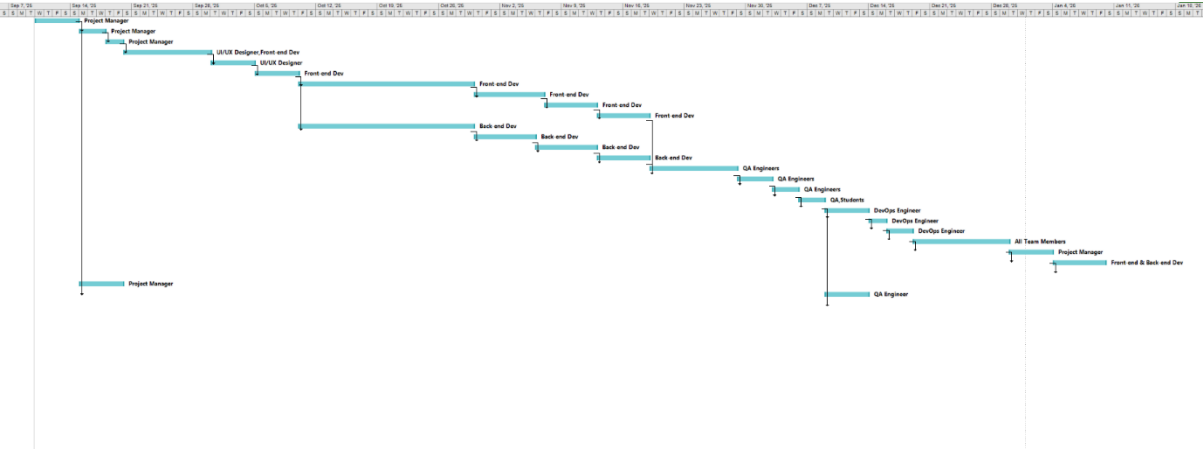 Sep 7, '25 Sep 14, '25 Sep 21, '25 Sep 28, '25 Oct 5, '25 Oct 12, '25 Oct 19, '25 Oct 26, '25 Nov 2, '25 Nov 9, '25 Nov 16, '25 Nov 23, '25 Nov 30, '25 Dec 7, '25 Dec 14, '25 Dec 21, '25 Dec 28, '25 Jan 4, '26 Jan 11, '26
Project Manager
Project Manager
Project Manager
UI/UX Designer,Front-end Dev
UI/UX Designer
Front-end Dev
Front-end Dev
Front-end Dev
Front-end Dev
Front-end Dev
Back-end Dev
Back-end Dev
Back-end Dev
Back-end Dev
QA Engineers
QA Engineers
QA Engineers
QA,Students
DevOps Engineer
DevOps Engineer
DevOps Engineer
All Team Members
Project Manager
Front-end & Back-end Dev
Project Manager
QA Engineer